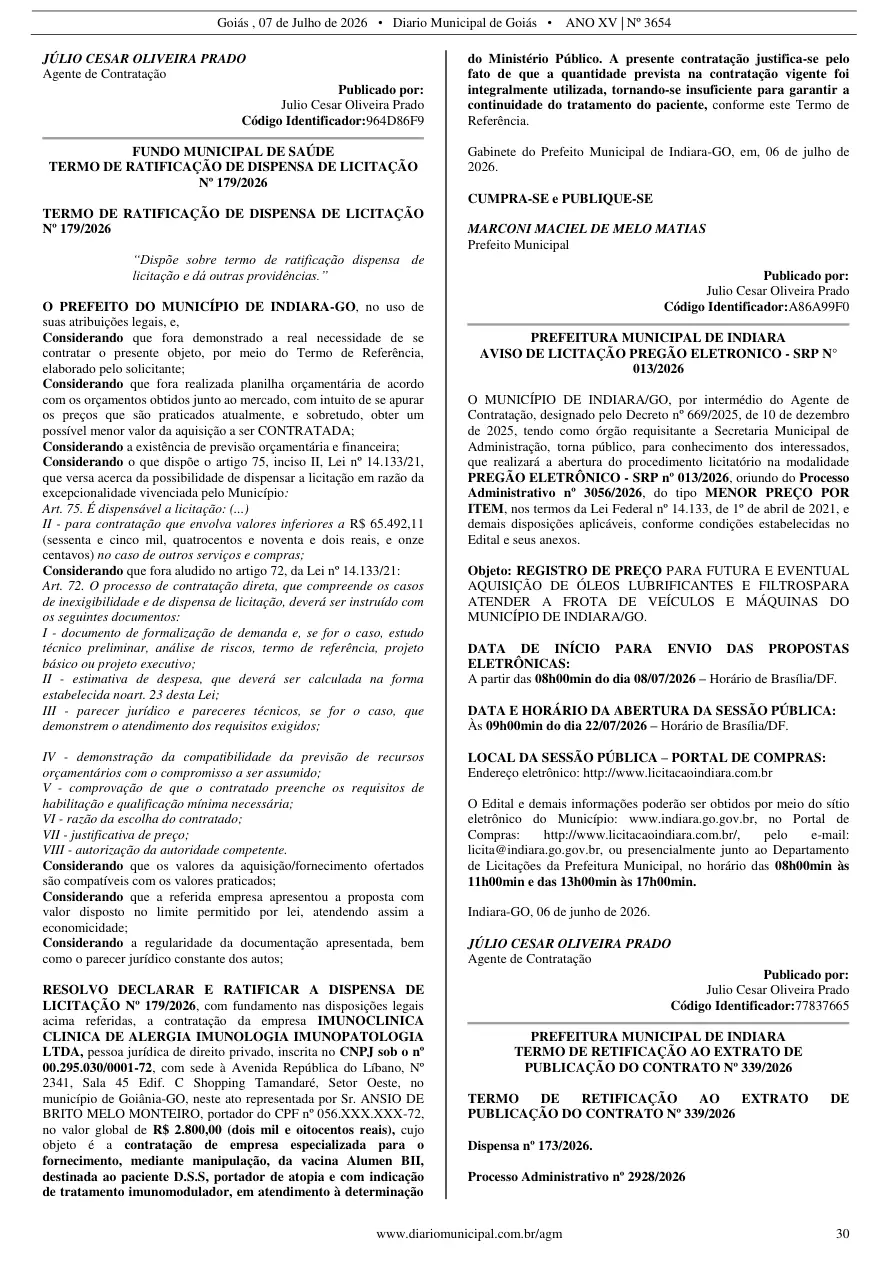 Goiás , 07 de Julho de 2026 • Diario Municipal de Goiás • ANO XV | Nº 3654
JÚLIO CESAR OLIVEIRA PRADO
Agente de Contratação
Publicado por:
Julio Cesar Oliveira Prado
Código Identificador:964D86F9
FUNDO MUNICIPAL DE SAÚDE
TERMO DE RATIFICAÇÃO DE DISPENSA DE LICITAÇÃO
Nº 179/2026
TERMO DE RATIFICAÇÃO DE DISPENSA DE LICITAÇÃO
Nº 179/2026
“Dispõe sobre termo de ratificação dispensa de
licitação e dá outras providências.”
O PREFEITO DO MUNICÍPIO DE INDIARA-GO, no uso de
suas atribuições legais, e,
Considerando que fora demonstrado a real necessidade de se
contratar o presente objeto, por meio do Termo de Referência,
elaborado pelo solicitante;
Considerando que fora realizada planilha orçamentária de acordo
com os orçamentos obtidos junto ao mercado, com intuito de se apurar
os preços que são praticados atualmente, e sobretudo, obter um
possível menor valor da aquisição a ser CONTRATADA;
Considerando a existência de previsão orçamentária e financeira;
Considerando o que dispõe o artigo 75, inciso II, Lei nº 14.133/21,
que versa acerca da possibilidade de dispensar a licitação em razão da
excepcionalidade vivenciada pelo Município:
Art. 75. É dispensável a licitação: (...)
II - para contratação que envolva valores inferiores a R$ 65.492,11
(sessenta e cinco mil, quatrocentos e noventa e dois reais, e onze
centavos) no caso de outros serviços e compras;
Considerando que fora aludido no artigo 72, da Lei nº 14.133/21:
Art. 72. O processo de contratação direta, que compreende os casos
de inexigibilidade e de dispensa de licitação, deverá ser instruído com
os seguintes documentos:
I - documento de formalização de demanda e, se for o caso, estudo
técnico preliminar, análise de riscos, termo de referência, projeto
básico ou projeto executivo;
II - estimativa de despesa, que deverá ser calculada na forma
estabelecida noart. 23 desta Lei;
III - parecer jurídico e pareceres técnicos, se for o caso, que
demonstrem o atendimento dos requisitos exigidos;
IV - demonstração da compatibilidade da previsão de recursos
orçamentários com o compromisso a ser assumido;
V - comprovação de que o contratado preenche os requisitos de
habilitação e qualificação mínima necessária;
VI - razão da escolha do contratado;
VII - justificativa de preço;
VIII - autorização da autoridade competente.
Considerando que os valores da aquisição/fornecimento ofertados
são compatíveis com os valores praticados;
Considerando que a referida empresa apresentou a proposta com
valor disposto no limite permitido por lei, atendendo assim a
economicidade;
Considerando a regularidade da documentação apresentada, bem
como o parecer jurídico constante dos autos;
RESOLVO DECLARAR E RATIFICAR A DISPENSA DE
LICITAÇÃO Nº 179/2026, com fundamento nas disposições legais
acima referidas, a contratação da empresa IMUNOCLINICA
CLINICA DE ALERGIA IMUNOLOGIA IMUNOPATOLOGIA
LTDA, pessoa jurídica de direito privado, inscrita no CNPJ sob o nº
00.295.030/0001-72, com sede à Avenida República do Líbano, Nº
2341, Sala 45 Edif. C Shopping Tamandaré, Setor Oeste, no
município de Goiânia-GO, neste ato representada por Sr. ANSIO DE
BRITO MELO MONTEIRO, portador do CPF nº 056.XXX.XXX-72,
no valor global de R$ 2.800,00 (dois mil e oitocentos reais), cujo
objeto é a contratação de empresa especializada para o
fornecimento, mediante manipulação, da vacina Alumen BII,
destinada ao paciente D.S.S, portador de atopia e com indicação
de tratamento imunomodulador, em atendimento à determinação
do Ministério Público. A presente contratação justifica-se pelo
fato de que a quantidade prevista na contratação vigente foi
integralmente utilizada, tornando-se insuficiente para garantir a
continuidade do tratamento do paciente, conforme este Termo de
Referência.
Gabinete do Prefeito Municipal de Indiara-GO, em, 06 de julho de
2026.
CUMPRA-SE e PUBLIQUE-SE
MARCONI MACIEL DE MELO MATIAS
Prefeito Municipal
Publicado por:
Julio Cesar Oliveira Prado
Código Identificador:A86A99F0
PREFEITURA MUNICIPAL DE INDIARA
AVISO DE LICITAÇÃO PREGÃO ELETRONICO - SRP N°
013/2026
O MUNICÍPIO DE INDIARA/GO, por intermédio do Agente de
Contratação, designado pelo Decreto nº 669/2025, de 10 de dezembro
de 2025, tendo como órgão requisitante a Secretaria Municipal de
Administração, torna público, para conhecimento dos interessados,
que realizará a abertura do procedimento licitatório na modalidade
PREGÃO ELETRÔNICO - SRP nº 013/2026, oriundo do Processo
Administrativo nº 3056/2026, do tipo MENOR PREÇO POR
ITEM, nos termos da Lei Federal nº 14.133, de 1º de abril de 2021, e
demais disposições aplicáveis, conforme condições estabelecidas no
Edital e seus anexos.
Objeto: REGISTRO DE PREÇO PARA FUTURA E EVENTUAL
AQUISIÇÃO DE ÓLEOS LUBRIFICANTES E FILTROSPARA
ATENDER A FROTA DE VEÍCULOS E MÁQUINAS DO
MUNICÍPIO DE INDIARA/GO.
DATA DE INÍCIO PARA ENVIO DAS PROPOSTAS
ELETRÔNICAS:
A partir das 08h00min do dia 08/07/2026 – Horário de Brasília/DF.
DATA E HORÁRIO DA ABERTURA DA SESSÃO PÚBLICA:
Às 09h00min do dia 22/07/2026 – Horário de Brasília/DF.
LOCAL DA SESSÃO PÚBLICA – PORTAL DE COMPRAS:
Endereço eletrônico: http://www.licitacaoindiara.com.br
O Edital e demais informações poderão ser obtidos por meio do sítio
eletrônico do Município: www.indiara.go.gov.br, no Portal de
Compras: http://www.licitacaoindiara.com.br/, pelo e-mail:
licita@indiara.go.gov.br, ou presencialmente junto ao Departamento
de Licitações da Prefeitura Municipal, no horário das 08h00min às
11h00min e das 13h00min às 17h00min.
Indiara-GO, 06 de junho de 2026.
JÚLIO CESAR OLIVEIRA PRADO
Agente de Contratação
Publicado por:
Julio Cesar Oliveira Prado
Código Identificador:77837665
PREFEITURA MUNICIPAL DE INDIARA
TERMO DE RETIFICAÇÃO AO EXTRATO DE
PUBLICAÇÃO DO CONTRATO Nº 339/2026
TERMO DE RETIFICAÇÃO AO EXTRATO DE
PUBLICAÇÃO DO CONTRATO Nº 339/2026
Dispensa nº 173/2026.
Processo Administrativo nº 2928/2026
www.diariomunicipal.com.br/agm 30